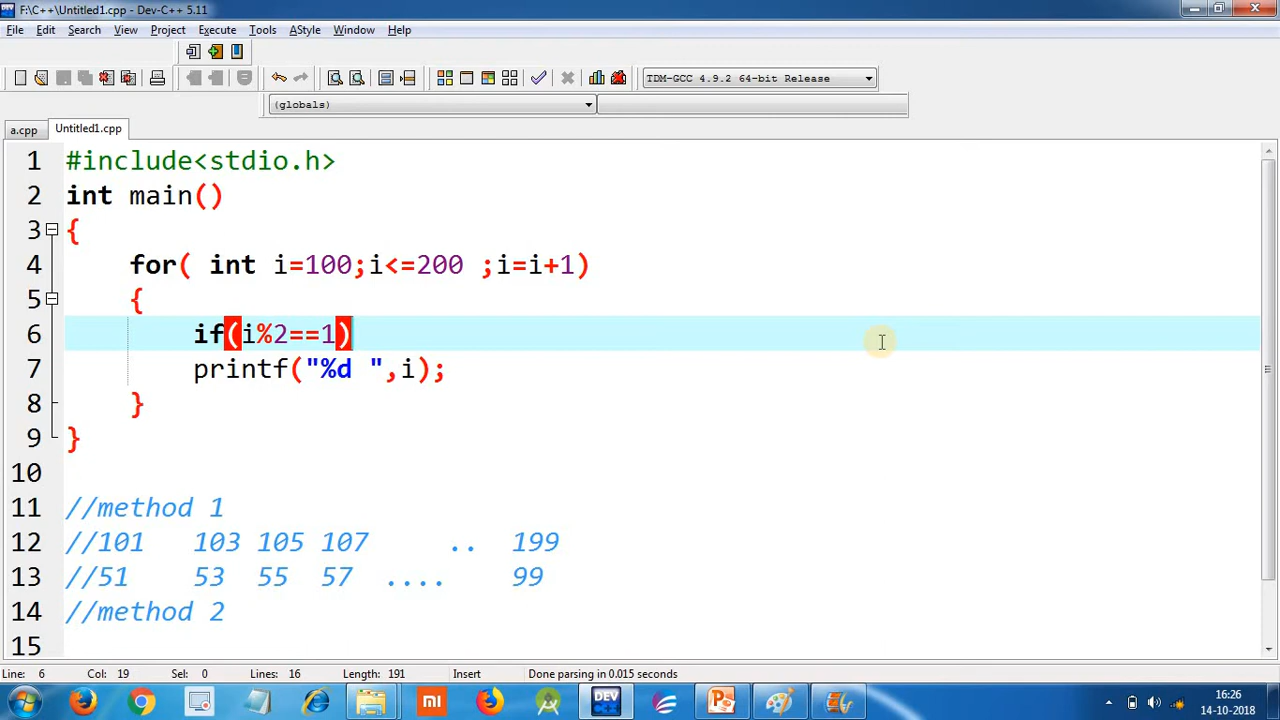 F:\C++\Untitled1.cpp - Dev-C++ 5.11
File Edit Search View Project Execute Tools AStyle Window Help
TDM-GCC 4.9.2 64-bit Release
(globals)
a.cpp Untitled1.cpp
1 #include<stdio.h>
2 int main()
3 {
4 for( int i=100;i<=200 ;i=i+1)
5 {
6 if(i%2==1)
7 printf("%d ",i);
8 }
9 }
10
11 //method 1
12 //101 103 105 107 .. 199
13 //51 53 55 57 .... 99
14 //method 2
15
Line: 6 Col: 19 Sel: 0 Lines: 16 Length: 191 Insert Done parsing in 0.015 seconds
DEV
16:26
14-10-2018